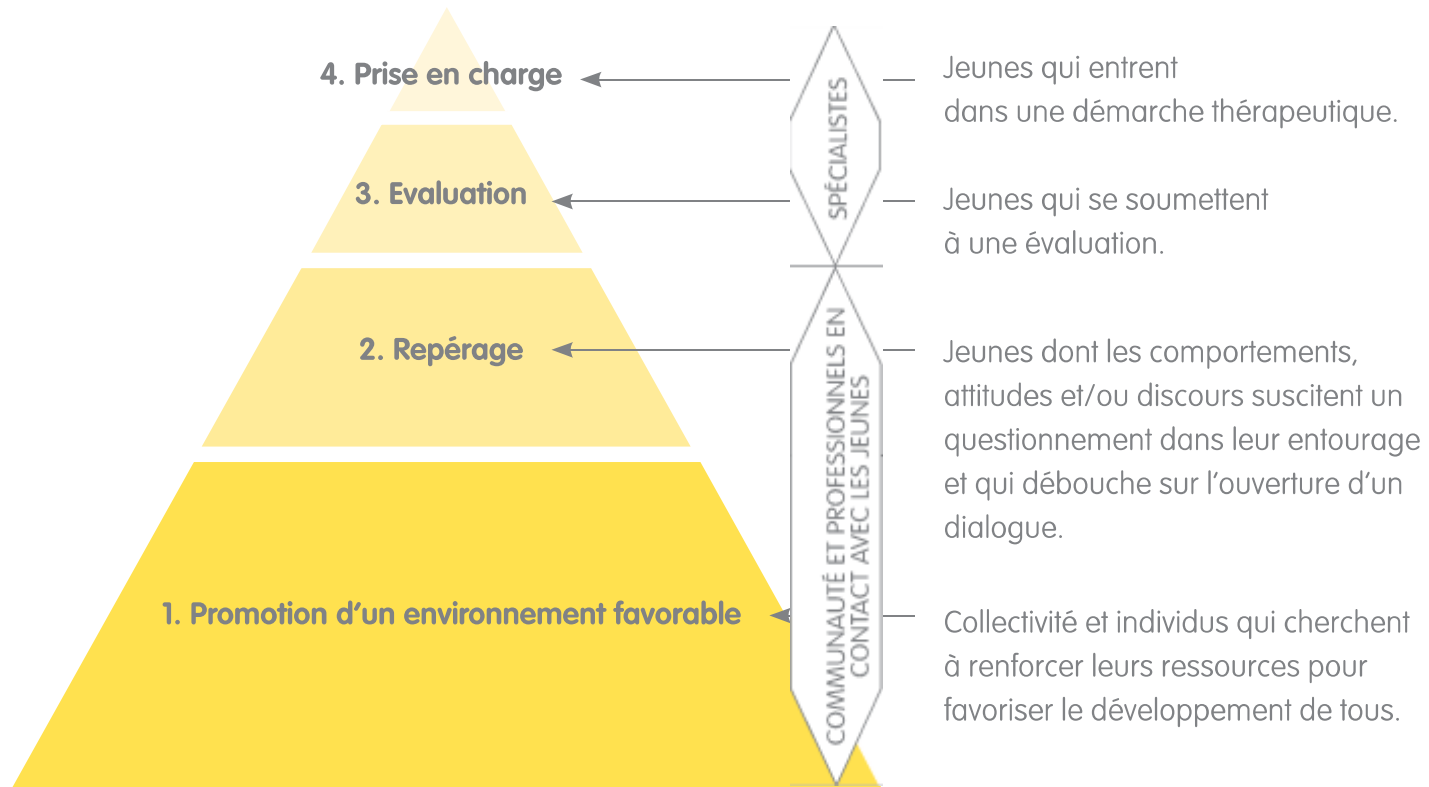 4. Prise en charge
SPÉCIALISTES
Jeunes qui entrent
dans une démarche thérapeutique.
3. Evaluation
Jeunes qui se soumettent
à une évaluation.
2. Repérage
COMMUNAUTÉ ET PROFESSIONNELS EN
CONTACT AVEC LES JEUNES
Jeunes dont les comportements,
attitudes et/ou discours suscitent un
questionnement dans leur entourage
et qui débouche sur l’ouverture d’un
dialogue.
1. Promotion d’un environnement favorable
Collectivité et individus qui cherchent
à renforcer leurs ressources pour
favoriser le développement de tous.